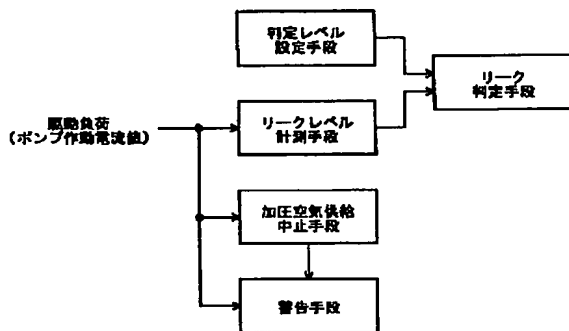 判定レベル
設定手段
リーク
判定手段
駆動負荷
(ポンプ作動電流値)
リークレベル
計測手段
加圧空気供給
中止手段
警告手段